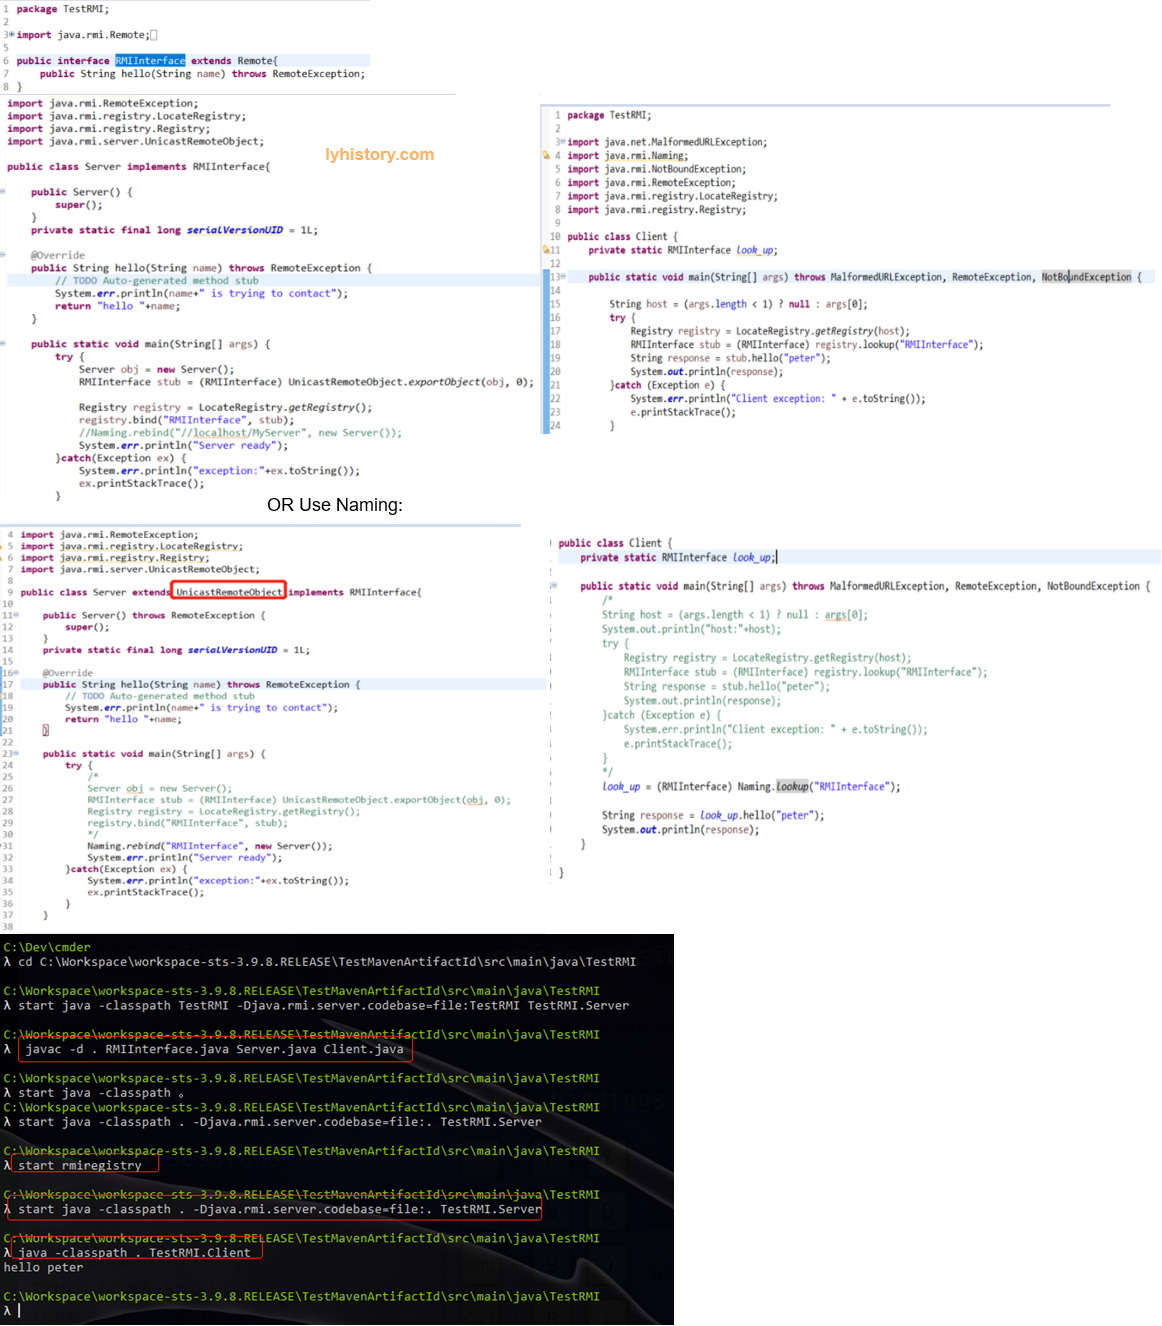 1 package TestRMI;
2
3 import java.rmi.Remote;
5
6 public interface RMIInterface extends Remote{
7 public String hello(String name) throws RemoteException;
8 }
import java.rmi.RemoteException;
import java.rmi.registry.LocateRegistry;
import java.rmi.registry.Registry;
import java.rmi.server.UnicastRemoteObject;
lyhistory.com
public class Server implements RMIInterface{
public Server() {
super();
}
private static final long serialVersionUID = 1L;
@Override
public String hello(String name) throws RemoteException {
// TODO Auto-generated method stub
System.err.println(name+" is trying to contact");
return "hello "+name;
}
public static void main(String[] args) {
try {
Server obj = new Server();
RMIInterface stub = (RMIInterface) UnicastRemoteObject.exportObject(obj, 0);
Registry registry = LocateRegistry.getRegistry();
registry.bind("RMIInterface", stub);
//Naming.rebind("//localhost/MyServer", new Server());
System.err.println("Server ready");
}catch(Exception ex) {
System.err.println("exception:"+ex.toString());
ex.printStackTrace();
}
1 package TestRMI;
2
3 import java.net.MalformedURLException;
4 import java.rmi.Naming;
5 import java.rmi.NotBoundException;
6 import java.rmi.RemoteException;
7 import java.rmi.registry.LocateRegistry;
8 import java.rmi.registry.Registry;
9
10 public class Client {
11 private static RMIInterface look_up;
12
13 public static void main(String[] args) throws MalformedURLException, RemoteException, NotBoundException {
14
15 String host = (args.length < 1) ? null : args[0];
16 try {
17 Registry registry = LocateRegistry.getRegistry(host);
18 RMIInterface stub = (RMIInterface) registry.lookup("RMIInterface");
19 String response = stub.hello("peter");
20 System.out.println(response);
21 }catch (Exception e) {
22 System.err.println("Client exception: " + e.toString());
23 e.printStackTrace();
24 }
OR Use Naming:
4 import java.rmi.RemoteException;
5 import java.rmi.registry.LocateRegistry;
6 import java.rmi.registry.Registry;
7 import java.rmi.server.UnicastRemoteObject;
8
9 public class Server extends UnicastRemoteObject implements RMIInterface{
10
11 public Server() throws RemoteException {
12 super();
13 }
14 private static final long serialVersionUID = 1L;
15
16 @Override
17 public String hello(String name) throws RemoteException {
18 // TODO Auto-generated method stub
19 System.err.println(name+" is trying to contact");
20 return "hello "+name;
21 }
22
23 public static void main(String[] args) {
24 try {
25 /*
26 Server obj = new Server();
27 RMIInterface stub = (RMIInterface) UnicastRemoteObject.exportObject(obj, 0);
28 Registry registry = LocateRegistry.getRegistry();
29 registry.bind("RMIInterface", stub);
30 */
31 Naming.rebind("RMIInterface", new Server());
32 System.err.println("Server ready");
33 }catch(Exception ex) {
34 System.err.println("exception:"+ex.toString());
35 ex.printStackTrace();
36 }
37 }
38
public class Client {
private static RMIInterface look_up;
public static void main(String[] args) throws MalformedURLException, RemoteException, NotBoundException {
/*
String host = (args.length < 1) ? null : args[0];
System.out.println("host:"+host);
try {
Registry registry = LocateRegistry.getRegistry(host);
RMIInterface stub = (RMIInterface) registry.lookup("RMIInterface");
String response = stub.hello("peter");
System.out.println(response);
}catch (Exception e) {
System.err.println("Client exception: " + e.toString());
e.printStackTrace();
}
*/
look_up = (RMIInterface) Naming.lookup("RMIInterface");
String response = look_up.hello("peter");
System.out.println(response);
}
}
C:\Dev\cmder
λ cd C:\Workspace\workspace-sts-3.9.8.RELEASE\TestMavenArtifactId\src\main\java\TestRMI
C:\Workspace\workspace-sts-3.9.8.RELEASE\TestMavenArtifactId\src\main\java\TestRMI
λ start java -classpath TestRMI -Djava.rmi.server.codebase=file:TestRMI TestRMI.Server
C:\Workspace\workspace-sts-3.9.8.RELEASE\TestMavenArtifactId\src\main\java\TestRMI
λ javac -d . RMIInterface.java Server.java Client.java
C:\Workspace\workspace-sts-3.9.8.RELEASE\TestMavenArtifactId\src\main\java\TestRMI
λ start java -classpath 。
C:\Workspace\workspace-sts-3.9.8.RELEASE\TestMavenArtifactId\src\main\java\TestRMI
λ start java -classpath . -Djava.rmi.server.codebase=file:. TestRMI.Server
C:\Workspace\workspace-sts-3.9.8.RELEASE\TestMavenArtifactId\src\main\java\TestRMI
λ start rmiregistry
C:\Workspace\workspace-sts-3.9.8.RELEASE\TestMavenArtifactId\src\main\java\TestRMI
λ start java -classpath . -Djava.rmi.server.codebase=file:. TestRMI.Server
C:\Workspace\workspace-sts-3.9.8.RELEASE\TestMavenArtifactId\src\main\java\TestRMI
λ java -classpath . TestRMI.Client
hello peter
C:\Workspace\workspace-sts-3.9.8.RELEASE\TestMavenArtifactId\src\main\java\TestRMI
λ